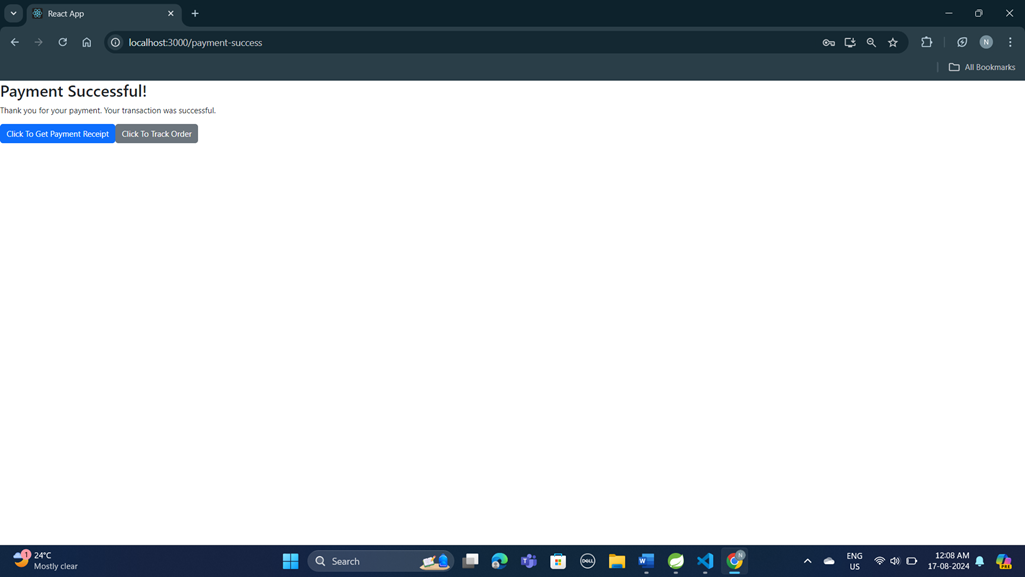 React App
localhost:3000/payment-success
N
All Bookmarks
Payment Successful!
Thank you for your payment. Your transaction was successful.
Click To Get Payment Receipt
Click To Track Order
1
24°C
Mostly clear
Search
DELL
N
ENG
US
12:08 AM
17-08-2024